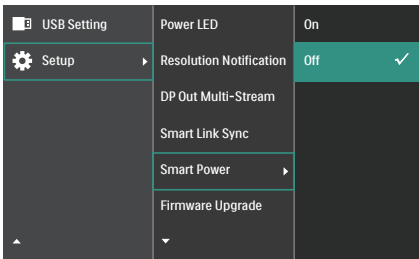 USB Setting
Setup
Power LED
Resolution Notification
DP Out Multi-Stream
Smart Link Sync
Smart Power
Firmware Upgrade
On
Off